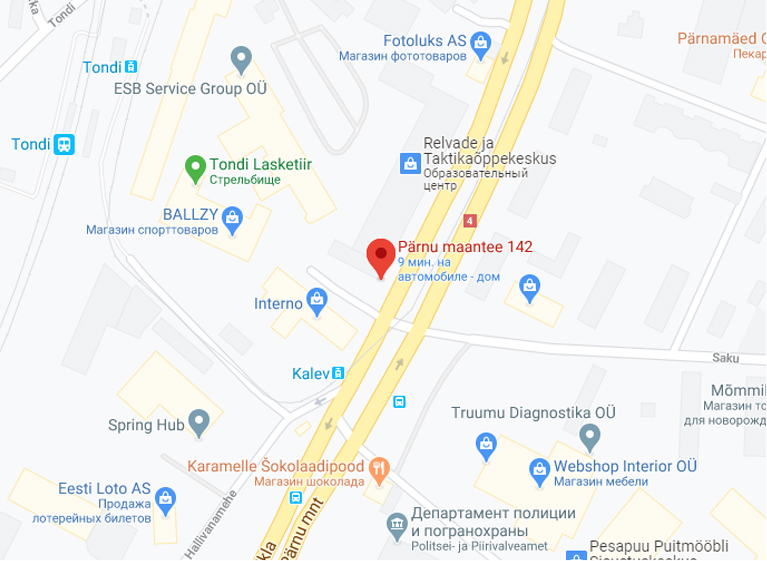 Tondi
Fotoluks AS
Магазин фототоваров
Pärnamäed
Пекар
Tondi
ESB Service Group OÜ
Tondi
Relvade ja
Taktikaõppekeskus
Образовательный
центр
Tondi Lasketiir
Стрельбище
BALLZY
Магазин спорттоваров
4
Pärnu maantee 142
9 мин. на
автомобиле - дом
Interno
Saku
Kalev
Mõmmil
Магазин то
для новорожд
Truumu Diagnostika OÜ
Spring Hub
Karamelle Šokolaadipood
Магазин шоколада
Webshop Interior OÜ
Магазин мебели
Eesti Loto AS
Продажа
лотерейных билетов
Hallivanamehe
kla
Pärnu mnt
Департамент полиции
и погранохраны
Politsei- ja Piirivalveamet
Pesapuu Puitmööbli